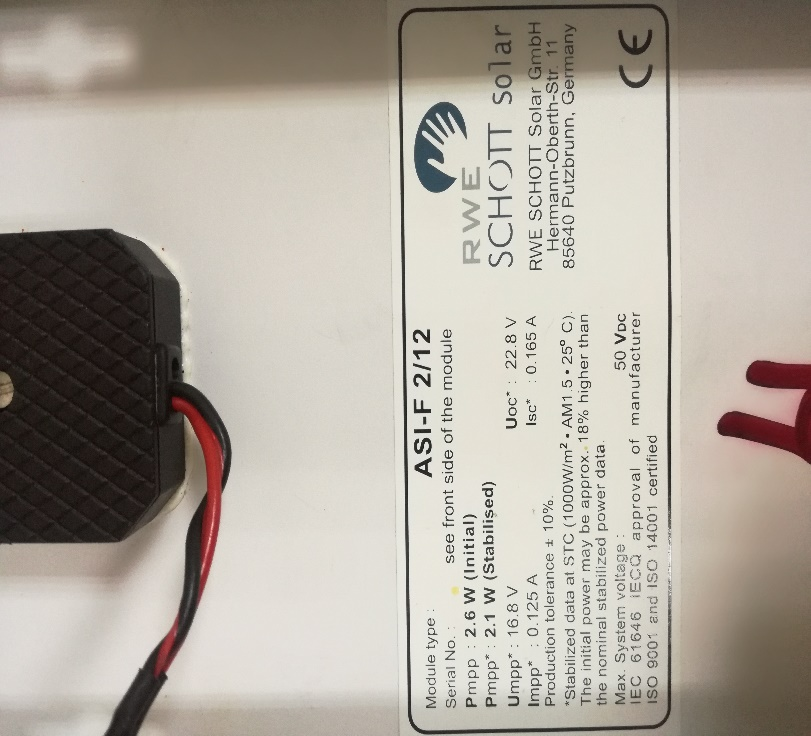 Module type : ASI-F 2/12
Serial No. : see front side of the module
Pmpp : 2.6 W (Initial)
Pmpp* : 2.1 W (Stabilised)
Umpp* : 16.8 V Uoc* : 22.8 V
Impp* : 0.125 A Isc* : 0.165 A
Production tolerance ± 10%.
*Stabilized data at STC (1000W/m² • AM1.5 • 25° C).
The initial power may be approx. 18% higher than
the nominal stabilized power data.
Max. System voltage : 50 VDC
IEC 61646 IECQ approval of manufacturer
ISO 9001 and ISO 14001 certified
RWE
SCHOTT solar
RWE SCHOTT Solar GmbH
Hermann-Oberth-Str. 11
85640 Putzbrunn, Germany
CE